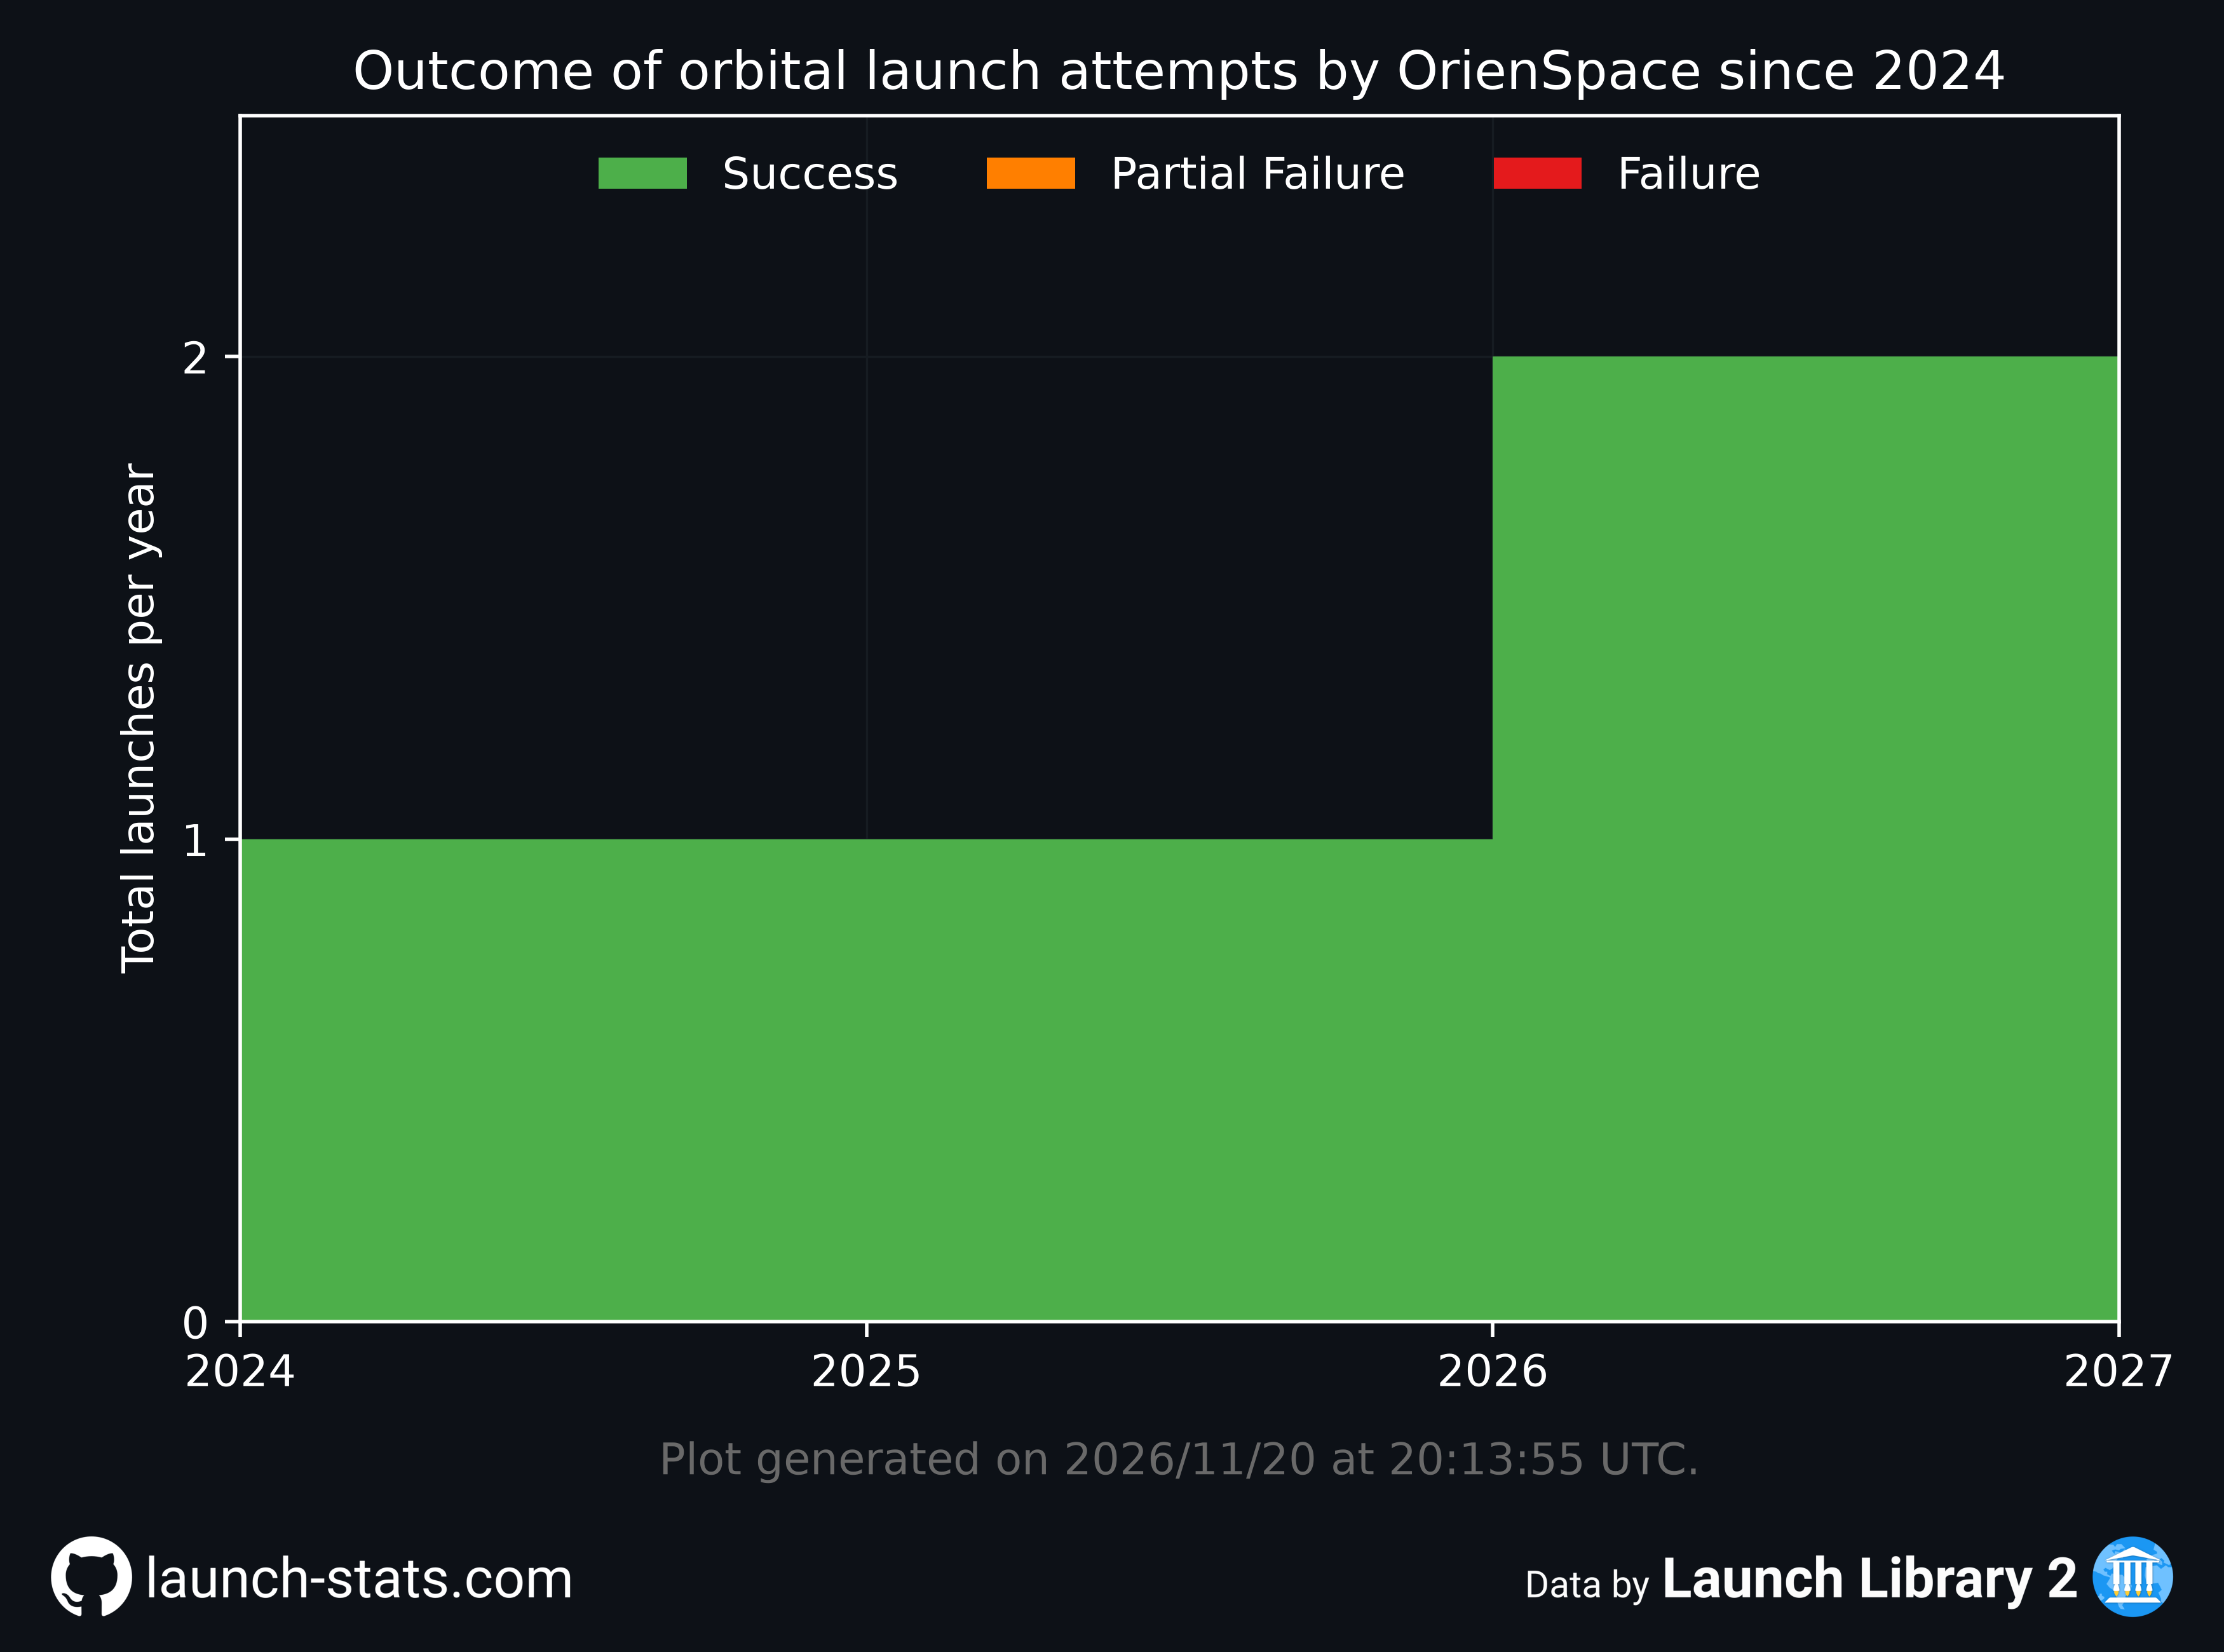 Outcome of orbital launch attempts by OrienSpace since 2024
Success Partial Failure Failure
Total launches per year
2
1
0
2024 2025 2026 2027
Plot generated on 2026/11/20 at 20:13:55 UTC.
launch-stats.com
Data by Launch Library 2